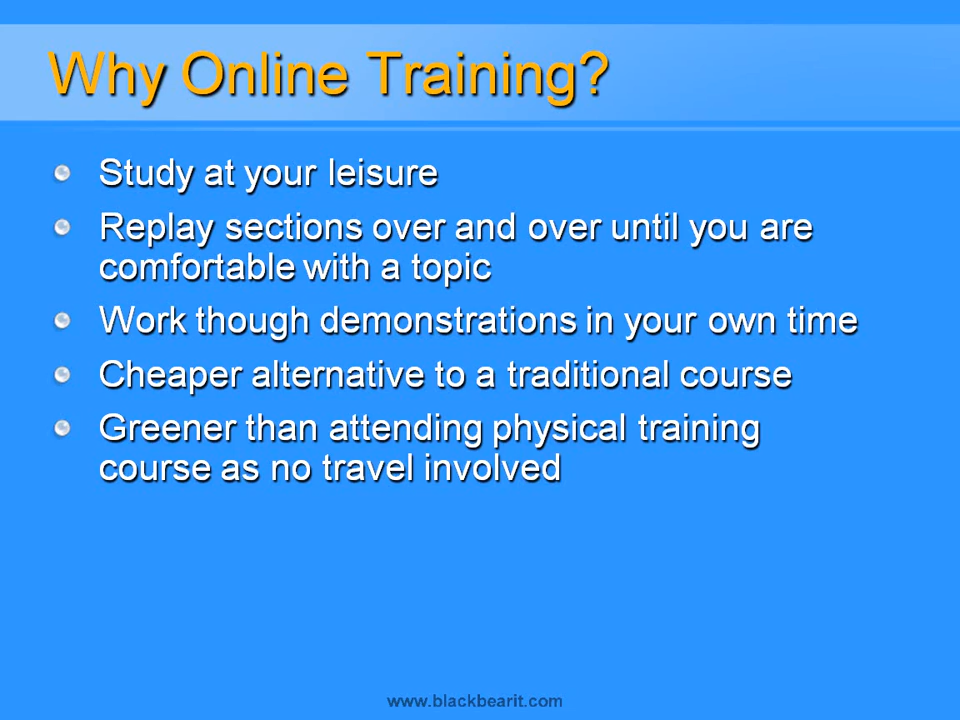 Why Online Training?
Study at your leisure
Replay sections over and over until you are
comfortable with a topic
Work though demonstrations in your own time
Cheaper alternative to a traditional course
Greener than attending physical training
course as no travel involved
www.blackbearit.com